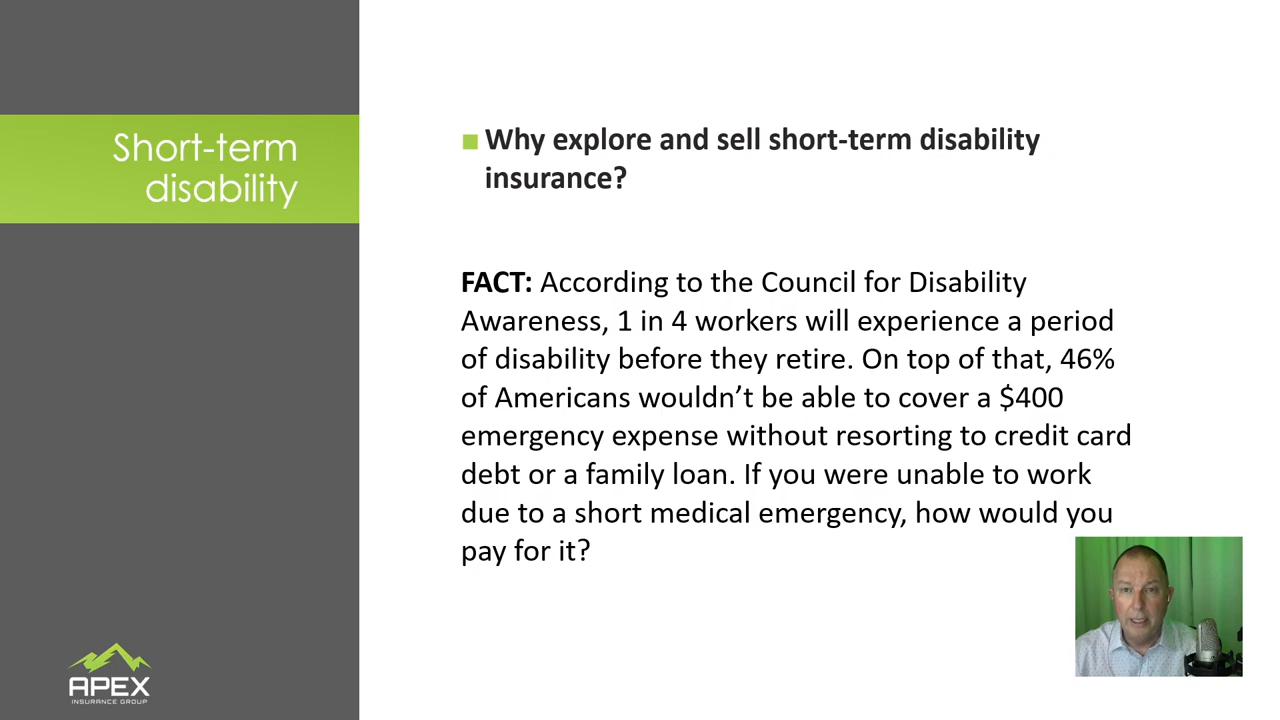 Short-term
disability
■ Why explore and sell short-term disability
insurance?
FACT: According to the Council for Disability
Awareness, 1 in 4 workers will experience a period
of disability before they retire. On top of that, 46%
of Americans wouldn’t be able to cover a $400
emergency expense without resorting to credit card
debt or a family loan. If you were unable to work
due to a short medical emergency, how would you
pay for it?
APEX
INSURANCE GROUP